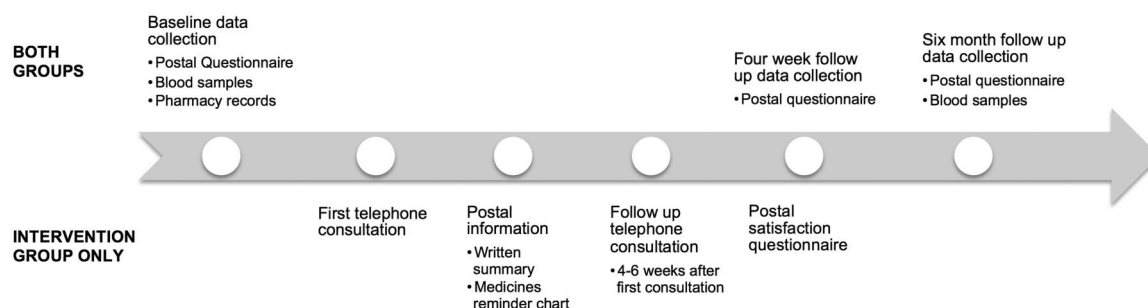 BOTH
GROUPS
Baseline data
collection
• Postal Questionnaire
• Blood samples
• Pharmacy records
Four week follow
up data collection
• Postal questionnaire
Six month follow up
data collection
• Postal questionnaire
• Blood samples
INTERVENTION
GROUP ONLY
First telephone
consultation
Postal
information
• Written
summary
• Medicines
reminder chart
Follow up
telephone
consultation
• 4-6 weeks after
first consultation
Postal
satisfaction
questionnaire